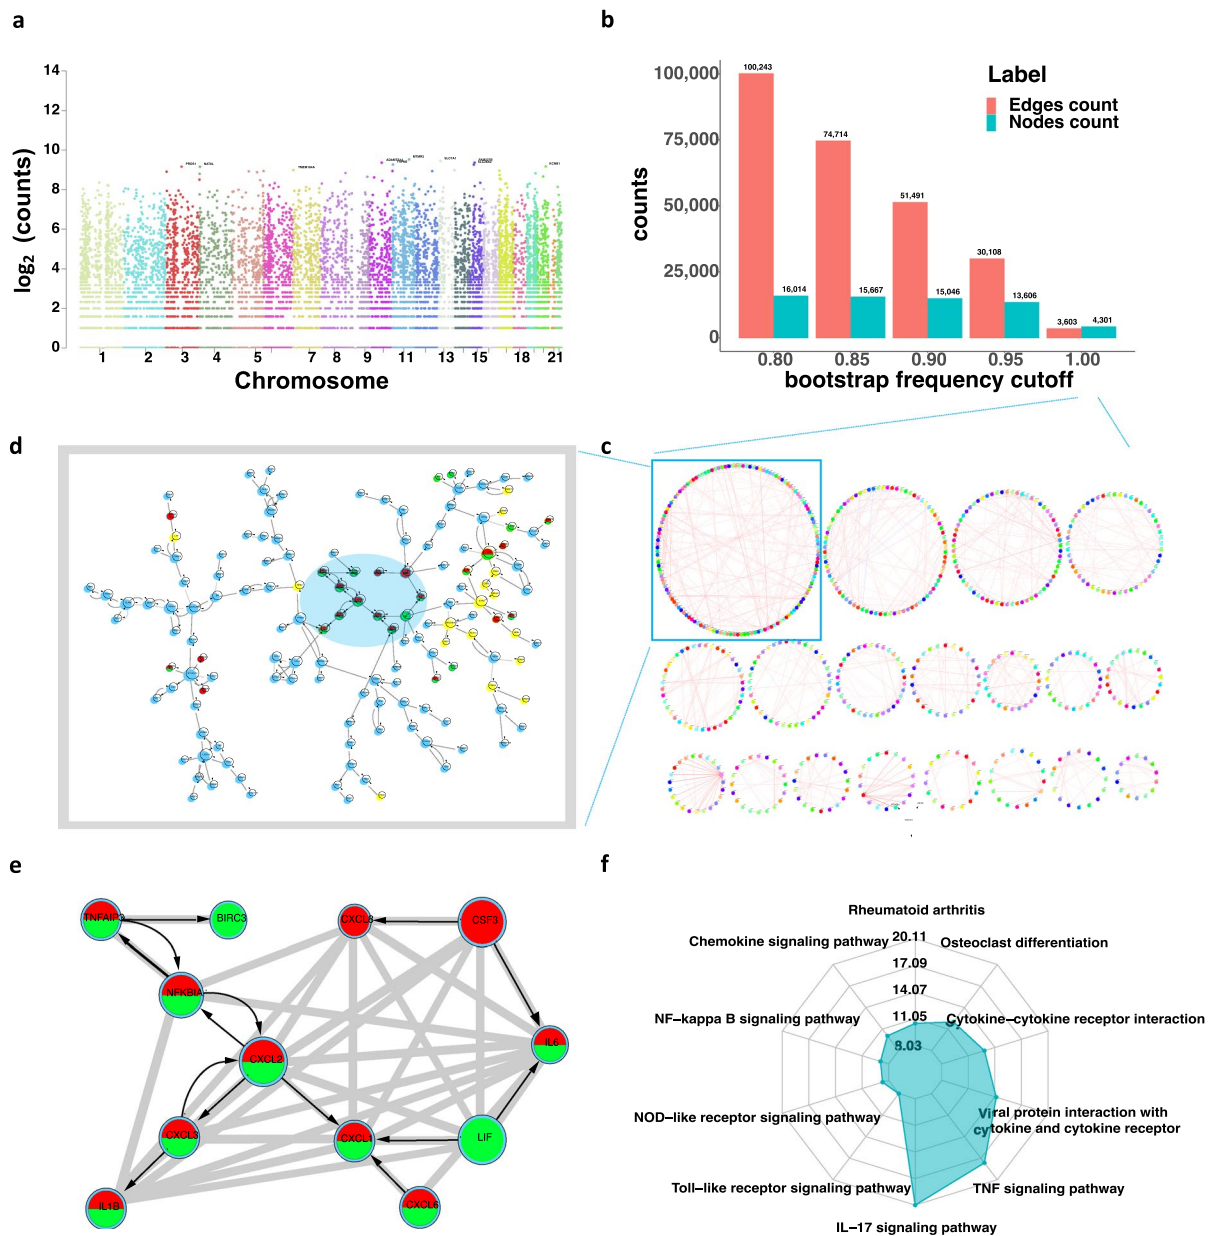 a
14
12
10
8
6
4
2
0
log2 (counts)
1 2 3 4 5 7 8 9 11 13 15 18 21
Chromosome
b
100,000
75,000
50,000
25,000
0
counts
Label
Edges count
Nodes count
100,243
16,014
74,714
15,667
51,491
15,046
30,108
13,606
3,603
4,301
0.80 0.85 0.90 0.95 1.00
bootstrap frequency cutoff
d
c
e
TNFAIP3
BIRC3
CXCL8
CSF3
NFKBIA
CXCL2
IL6
CXCL3
CXCL1
LIF
IL1B
CXCL6
f
Rheumatoid arthritis
Chemokine signaling pathway
20.11
Osteoclast differentiation
17.09
14.07
NF–kappa B signaling pathway
11.05
Cytokine–cytokine receptor interaction
8.03
NOD–like receptor signaling pathway
Viral protein interaction with
cytokine and cytokine receptor
Toll–like receptor signaling pathway
TNF signaling pathway
IL–17 signaling pathway